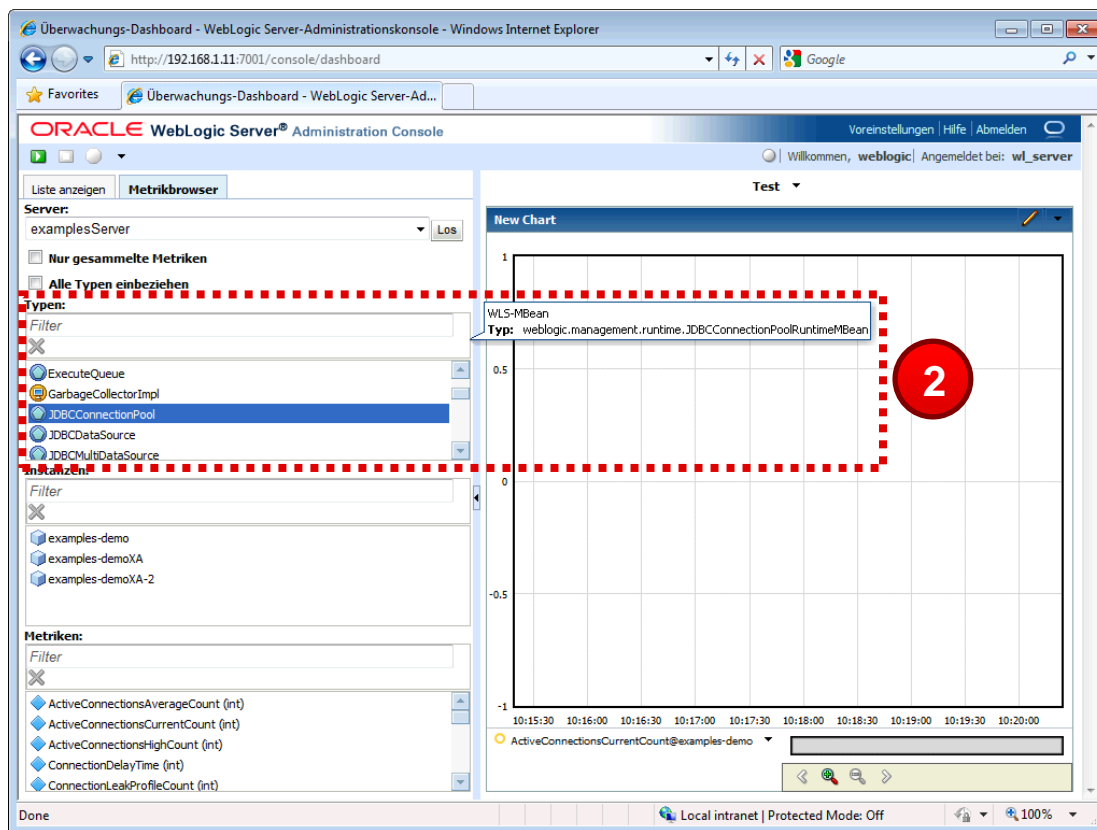 Überwachungs-Dashboard - WebLogic Server-Administrationskonsole - Windows Internet Explorer
http://192.168.1.11:7001/console/dashboard
Google
Favorites
Überwachungs-Dashboard - WebLogic Server-Ad...
ORACLE WebLogic Server® Administration Console
Voreinstellungen | Hilfe | Abmelden
Willkommen, weblogic | Angemeldet bei: wl_server
Liste anzeigen
Metrikbrowser
Server:
examplesServer
Los
Nur gesammelte Metriken
Alle Typen einbeziehen
Typen:
Filter
ExecuteQueue
GarbageCollectorImpl
JDBCConnectionPool
JDBCDataSource
JDBCMultiDataSource
Instanzen:
Filter
examples-demo
examples-demoXA
examples-demoXA-2
Metriken:
Filter
ActiveConnectionsAverageCount (int)
ActiveConnectionsCurrentCount (int)
ActiveConnectionsHighCount (int)
ConnectionDelayTime (int)
ConnectionLeakProfileCount (int)
Test
New Chart
WLS-MBean
Typ: weblogic.management.runtime.JDBCConnectionPoolRuntimeMBean
2
1
0.5
0
-0.5
-1
10:15:30 10:16:00 10:16:30 10:17:00 10:17:30 10:18:00 10:18:30 10:19:00 10:19:30 10:20:00
ActiveConnectionsCurrentCount@examples-demo
Done
Local intranet | Protected Mode: Off
100%